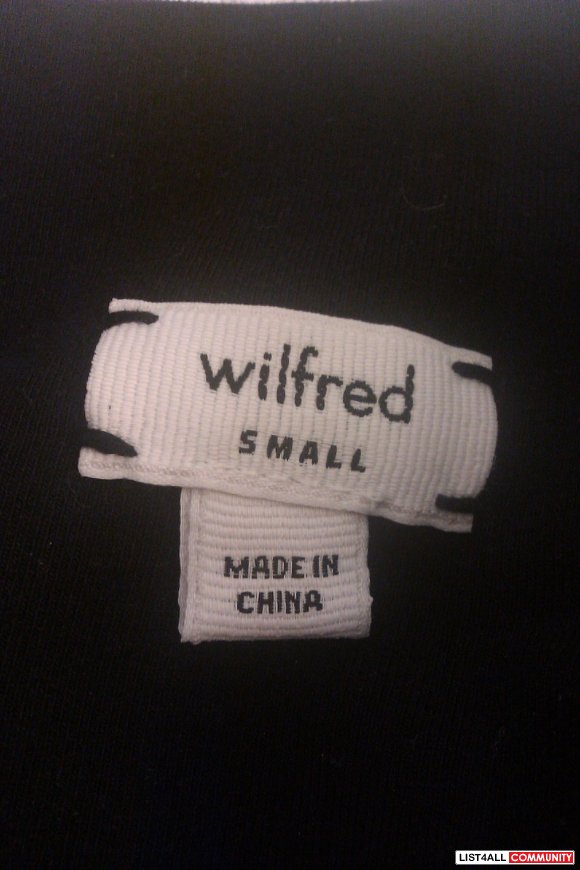 wilfred
SMALL
MADE IN
CHINA
LIST4ALL COMMUNITY